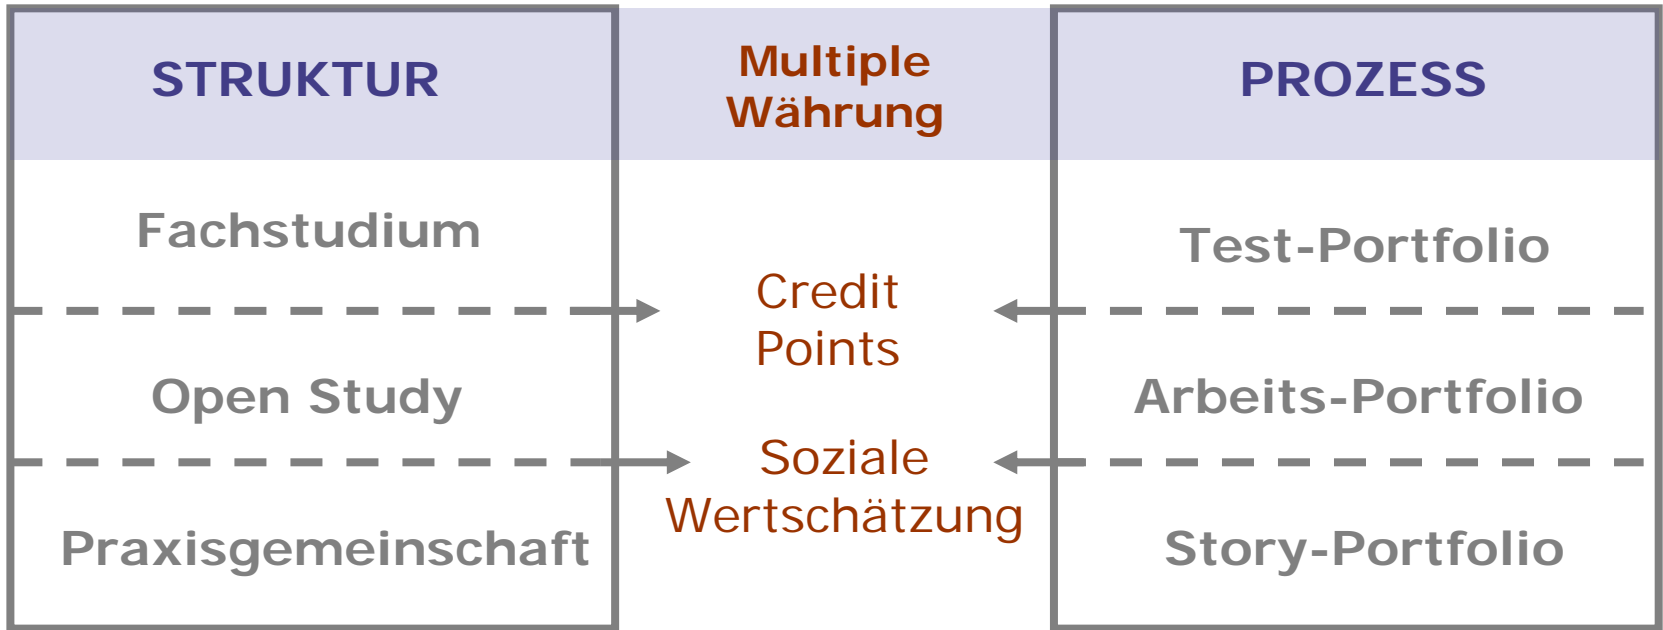 STRUKTUR
Multiple
Währung
PROZESS
Fachstudium
Test-Portfolio
Credit
Points
Open Study
Arbeits-Portfolio
Soziale
Wertschätzung
Praxisgemeinschaft
Story-Portfolio